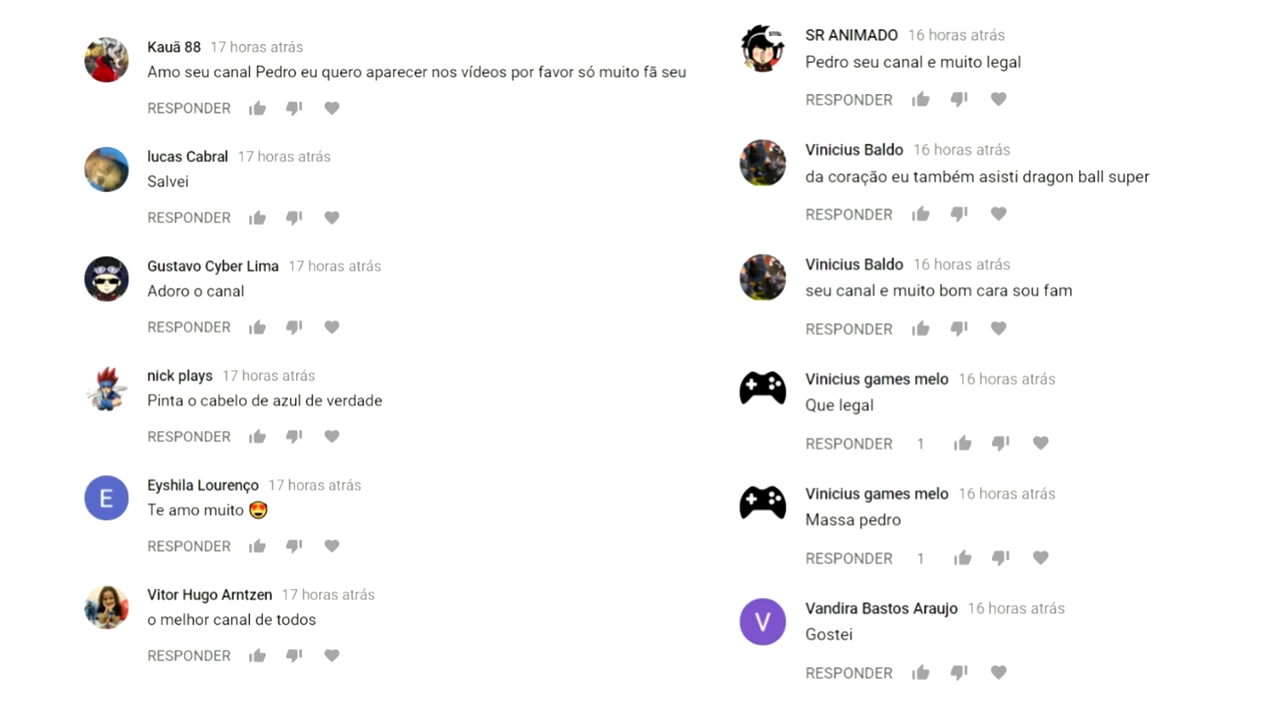 Kauã 88 17 horas atrás
Amo seu canal Pedro eu quero aparecer nos vídeos por favor só muito fã seu
RESPONDER
lucas Cabral 17 horas atrás
Salvei
RESPONDER
Gustavo Cyber Lima 17 horas atrás
Adoro o canal
RESPONDER
nick plays 17 horas atrás
Pinta o cabelo de azul de verdade
RESPONDER
E
Eyshila Lourenço 17 horas atrás
Te amo muito 😍
RESPONDER
Vitor Hugo Arntzen 17 horas atrás
o melhor canal de todos
RESPONDER
SR ANIMADO 16 horas atrás
Pedro seu canal e muito legal
RESPONDER
Vinicius Baldo 16 horas atrás
da coração eu também asisti dragon ball super
RESPONDER
Vinicius Baldo 16 horas atrás
seu canal e muito bom cara sou fam
RESPONDER
Vinicius games melo 16 horas atrás
Que legal
RESPONDER 1
Vinicius games melo 16 horas atrás
Massa pedro
RESPONDER 1
V
Vandira Bastos Araujo 16 horas atrás
Gostei
RESPONDER